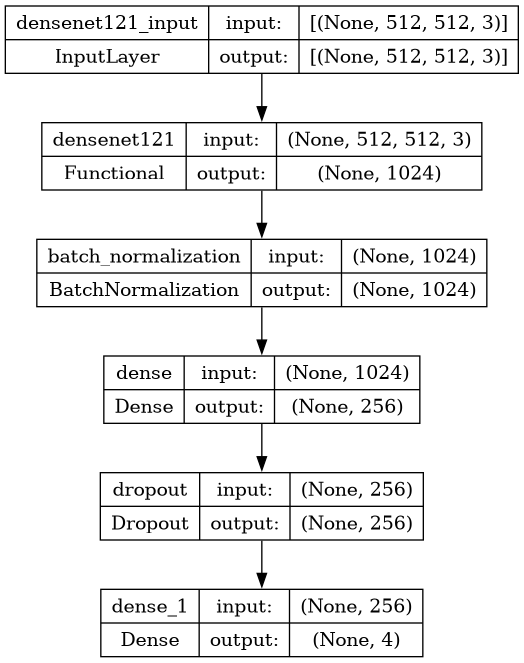 densenet121_input input: [(None, 512, 512, 3)]
InputLayer output: [(None, 512, 512, 3)]
densenet121 input: (None, 512, 512, 3)
Functional output: (None, 1024)
batch_normalization input: (None, 1024)
BatchNormalization output: (None, 1024)
dense input: (None, 1024)
Dense output: (None, 256)
dropout input: (None, 256)
Dropout output: (None, 256)
dense_1 input: (None, 256)
Dense output: (None, 4)